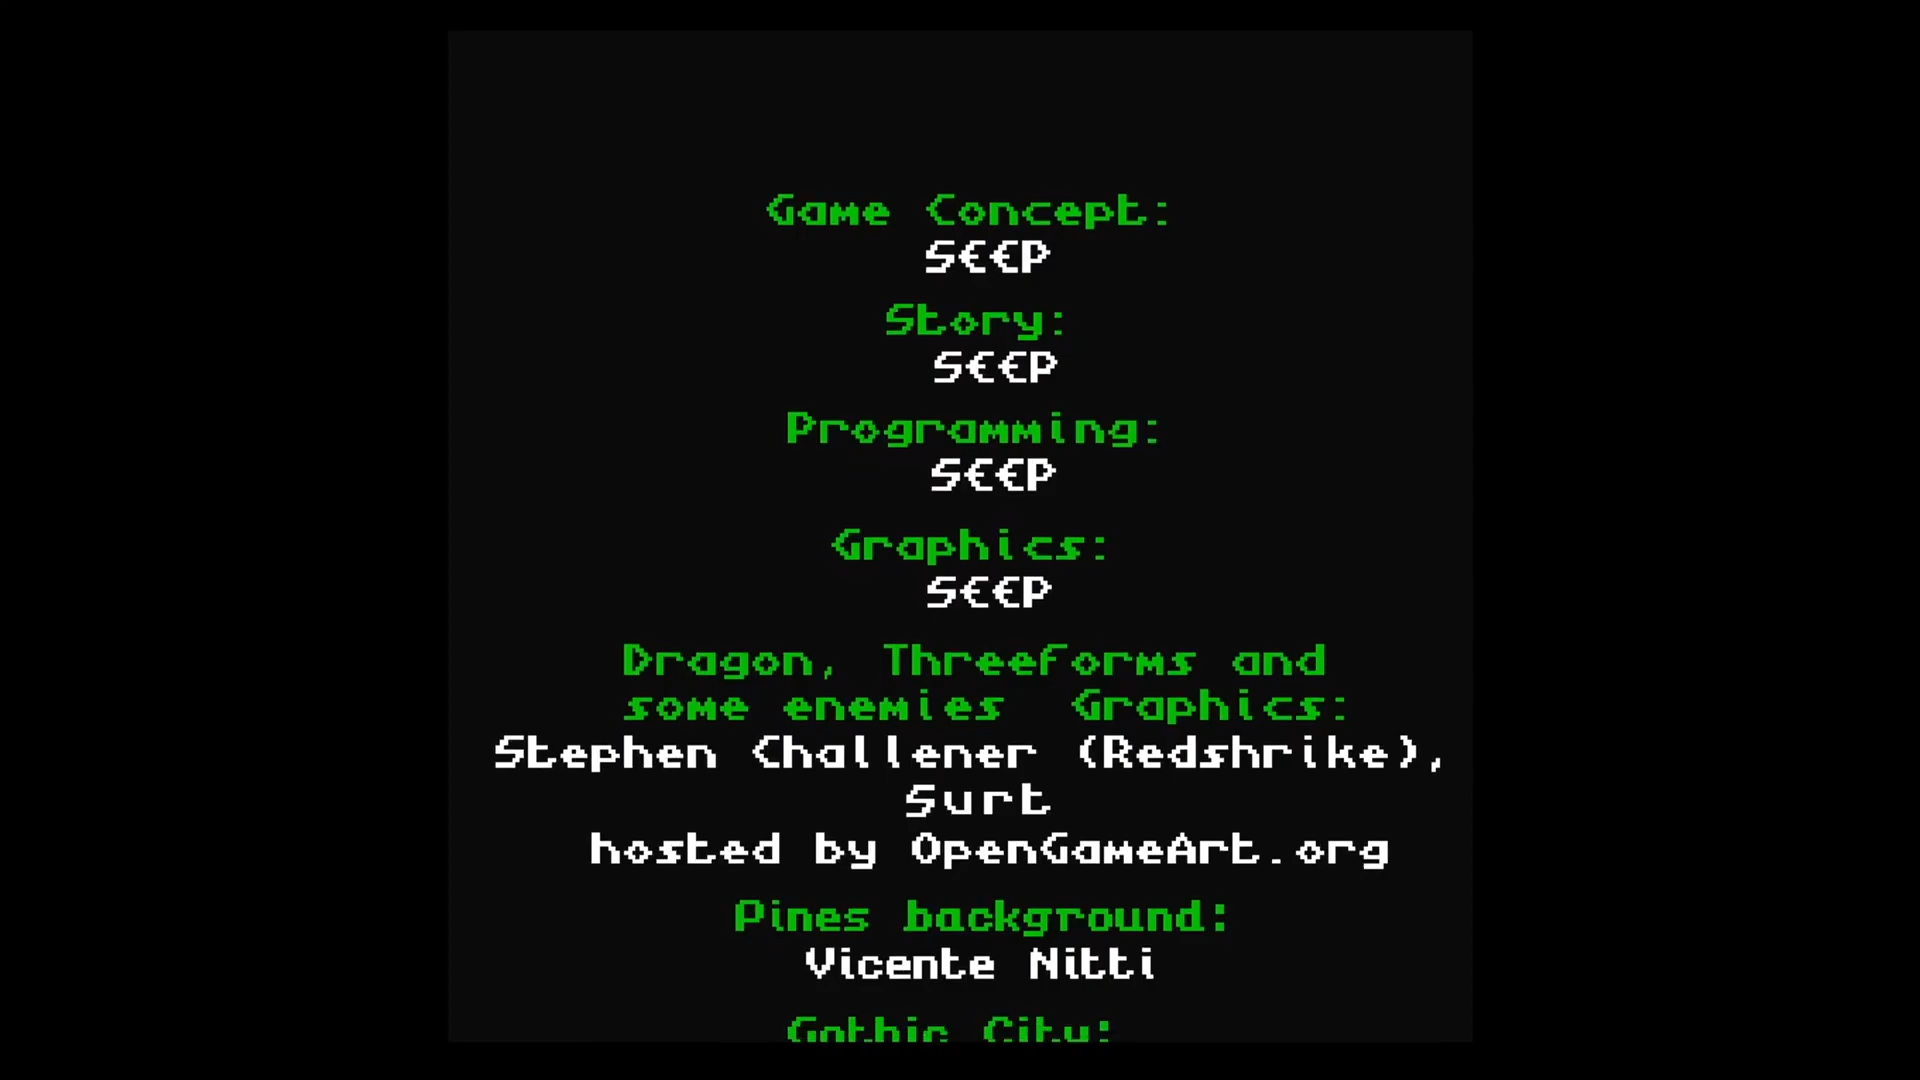 Game Concept:
SEEP
Story:
SEEP
Programming:
SEEP
Graphics:
SEEP
Dragon, Threeforms and
some enemies  Graphics:
Stephen Challener (Redshrike),
Surt
hosted by OpenGameArt.org
Pines background:
Vicente Nitti
Gothic City: